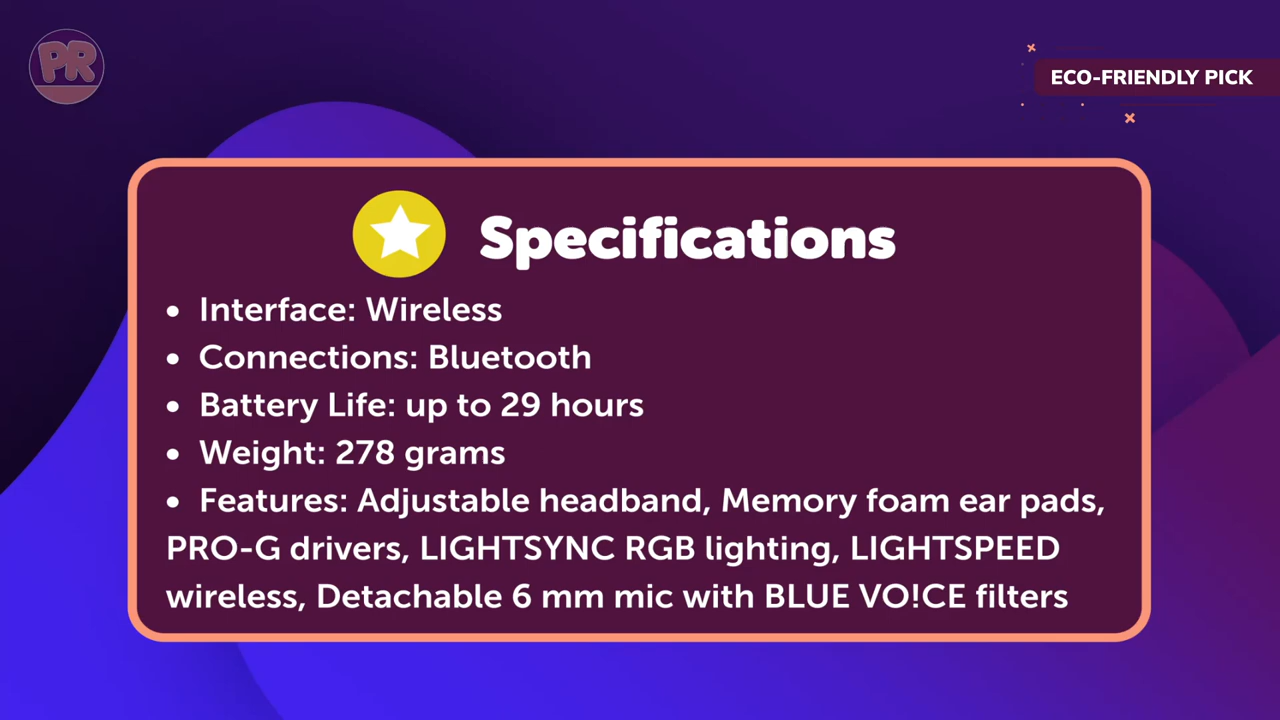 PR
ECO-FRIENDLY PICK
Specifications
• Interface: Wireless
• Connections: Bluetooth
• Battery Life: up to 29 hours
• Weight: 278 grams
• Features: Adjustable headband, Memory foam ear pads,
PRO-G drivers, LIGHTSYNC RGB lighting, LIGHTSPEED
wireless, Detachable 6 mm mic with BLUE VO!CE filters